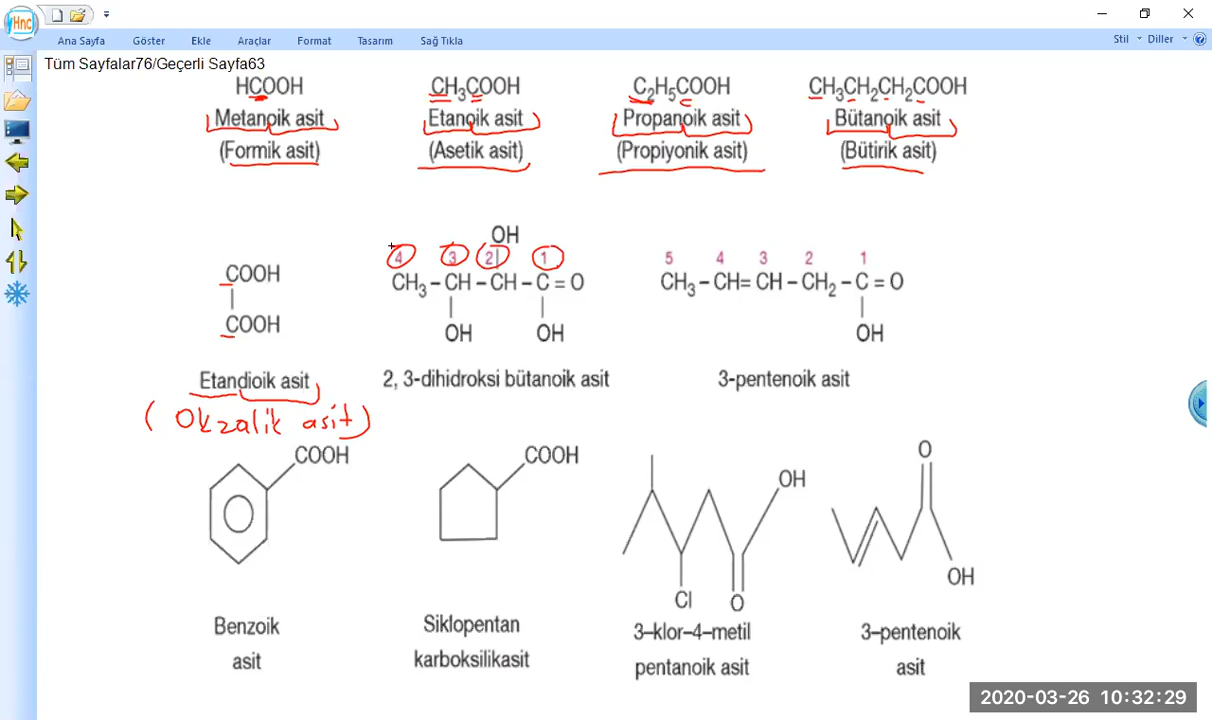 Hnc
Ana Sayfa Göster Ekle Araçlar Format Tasarım Sağ Tıkla Stil Diller
Tüm Sayfalar76/Geçerli Sayfa63
HCOOH CH₃COOH C₂H₅COOH CH₃CH₂CH₂COOH
Metanoik asit Etanoik asit Propanoik asit Bütanoik asit
(Formik asit) (Asetik asit) (Propiyonik asit) (Bütirik asit)
OH
4 3 2 1 5 4 3 2 1
COOH CH₃ – CH – CH – C = O CH₃ – CH = CH – CH₂ – C = O
COOH OH OH OH
Etandioik asit 2, 3-dihidroksi bütanoik asit 3-pentenoik asit
(Okzalik asit)
COOH COOH O
OH
OH
Cl O
Benzoik Siklopentan 3–klor–4–metil 3–pentenoik
asit karboksilikasit pentanoik asit asit
2020-03-26 10:32:29